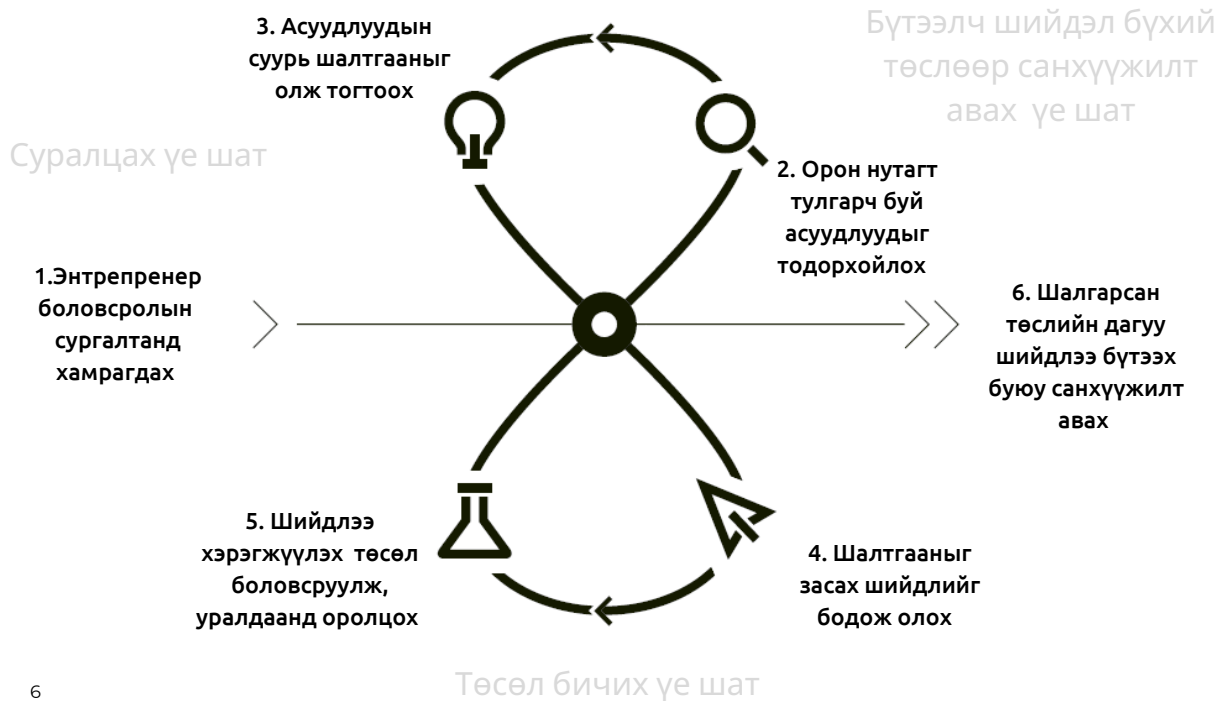 Суралцах үе шат
1.Энтрепренер
боловсролын
сургалтанд
хамрагдах
Бүтээлч шийдэл бүхий
төслөөр санхүүжилт
авах үе шат
2. Орон нутагт
тулгарч буй
асуудлуудыг
тодорхойлох
3. Асуудлуудын
суурь шалтгааныг
олж тогтоох
4. Шалтгааныг
засах шийдлийг
бодож олох
5. Шийдлээ
хэрэгжүүлэх төсөл
боловсруулж,
уралдаанд оролцох
6. Шалгарсан
төслийн дагуу
шийдлээ бүтээх
буюу санхүүжилт
авах
Төсөл бичих үе шат
6